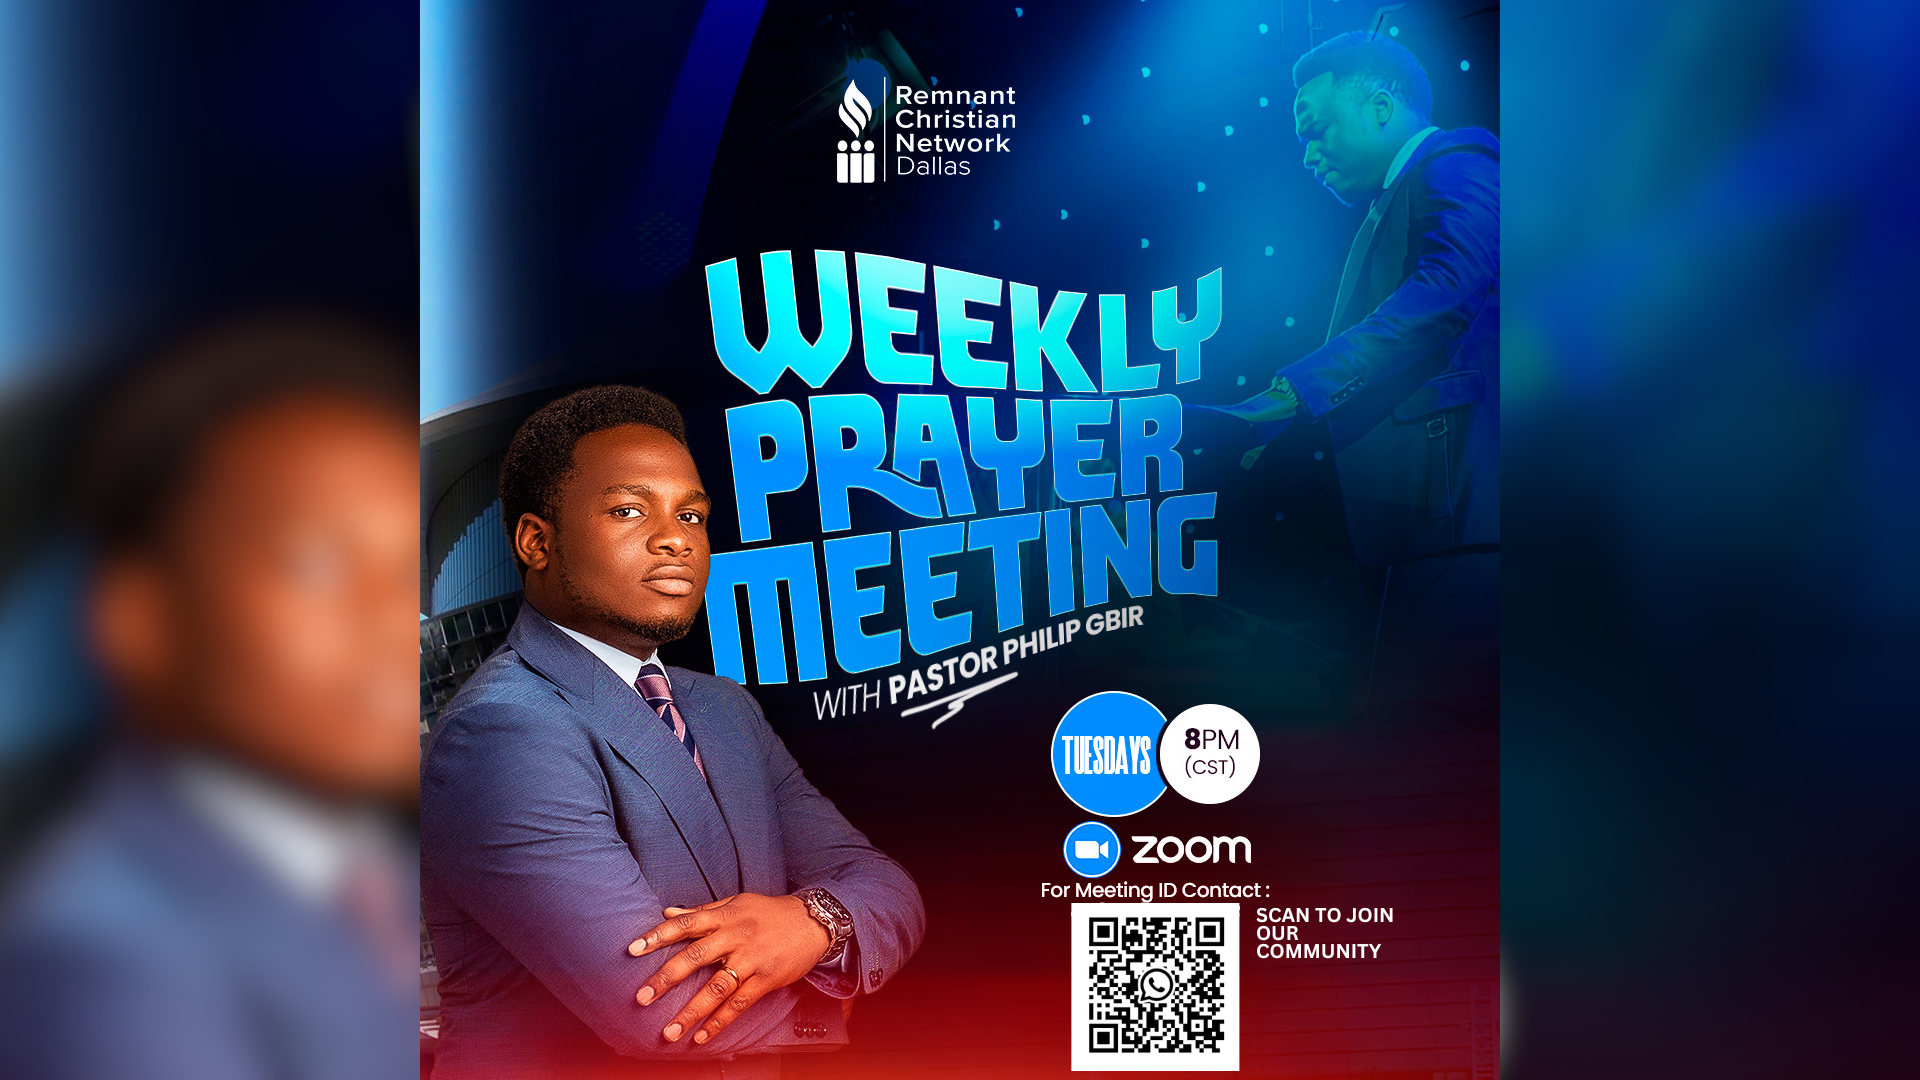 Remnant
Christian
Network
Dallas
WEEKLY
PRAYER
MEETING
WITH PASTOR PHILIP GBIR
TUESDAYS
8PM
(CST)
zoom
For Meeting ID Contact :
SCAN TO JOIN
OUR
COMMUNITY